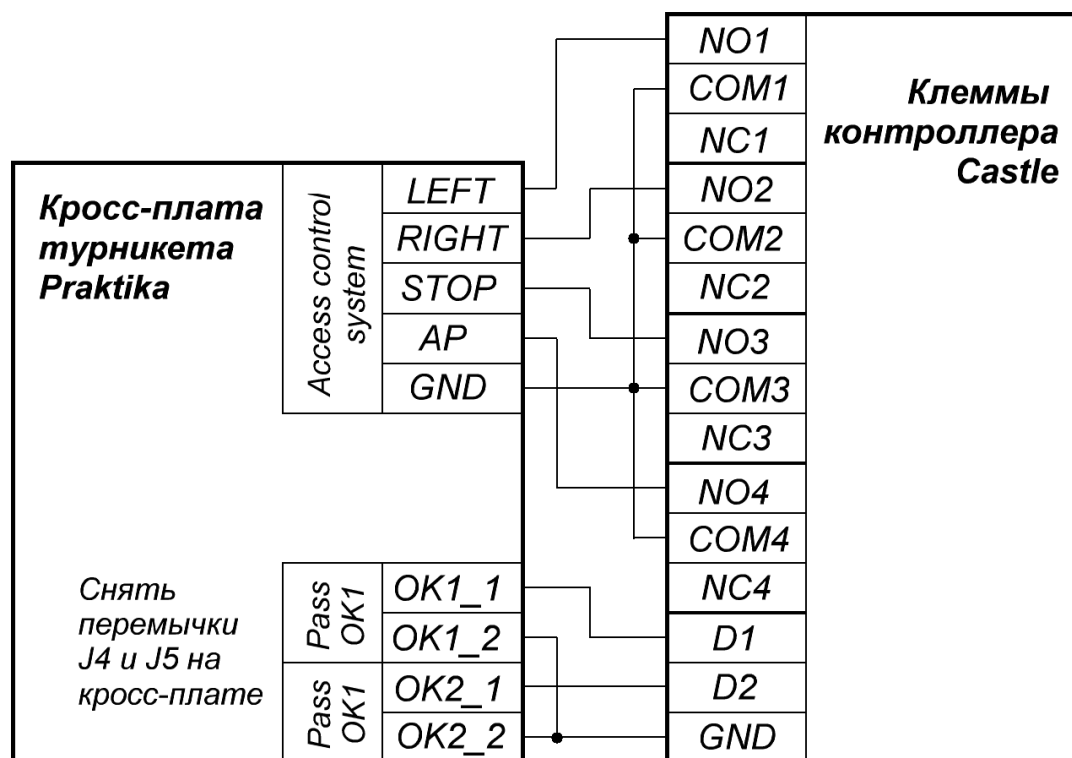 Кросс-плата
турникета
Praktika
Access control
system
LEFT
RIGHT
STOP
AP
GND
Снять
перемычки
J4 и J5 на
кросс-плате
Pass
OK1
OK1_1
OK1_2
Pass
OK1
OK2_1
OK2_2
NO1
COM1
NC1
NO2
COM2
NC2
NO3
COM3
NC3
NO4
COM4
NC4
D1
D2
GND
Клеммы
контроллера
Castle